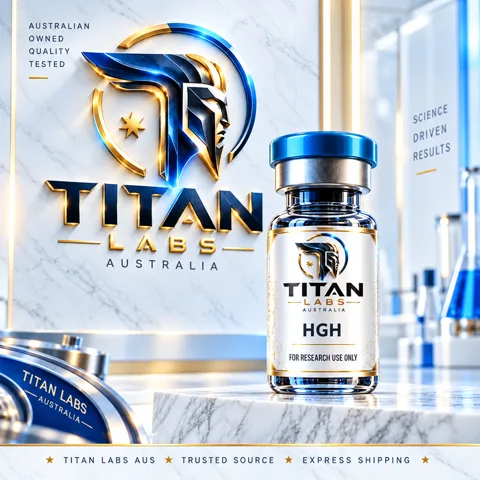 AUSTRALIAN
OWNED
QUALITY
TESTED
TITAN
LABS
AUSTRALIA
SCIENCE
DRIVEN
RESULTS
TITAN
LABS
AUSTRALIA
HGH
FOR RESEARCH USE ONLY
TITAN LABS
AUSTRALIA
★ TITAN LABS AUS ★ TRUSTED SOURCE ★ EXPRESS SHIPPING ★